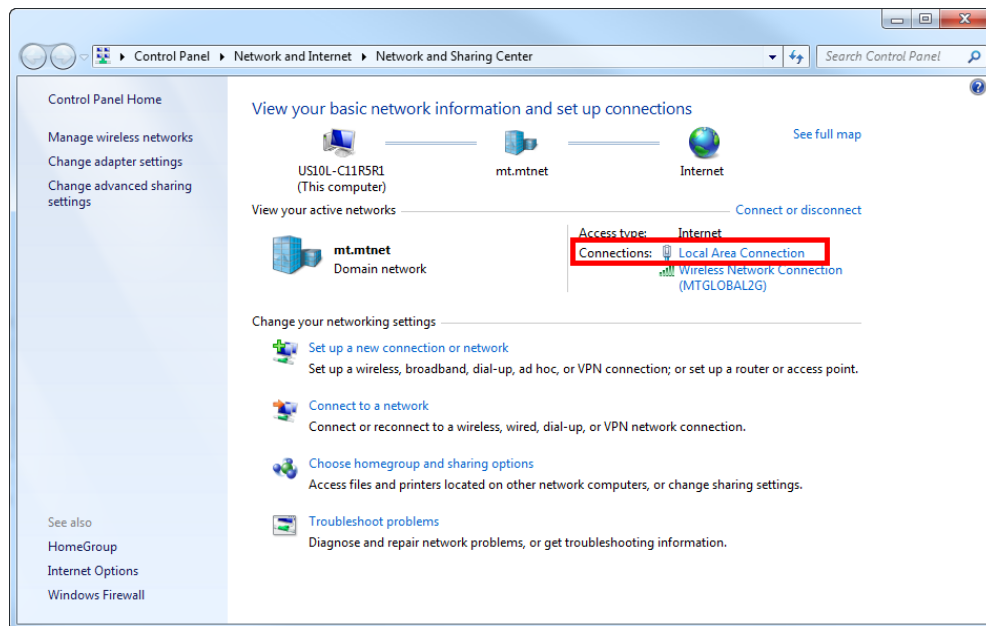 Control Panel ▸ Network and Internet ▸ Network and Sharing Center
Search Control Panel
Control Panel Home
Manage wireless networks
Change adapter settings
Change advanced sharing
settings
See also
HomeGroup
Internet Options
Windows Firewall
View your basic network information and set up connections
See full map
US10L-C11R5R1
(This computer)
mt.mtnet
Internet
View your active networks
Connect or disconnect
mt.mtnet
Domain network
Access type: Internet
Connections: Local Area Connection
Wireless Network Connection
(MTGLOBAL2G)
Change your networking settings
Set up a new connection or network
Set up a wireless, broadband, dial-up, ad hoc, or VPN connection; or set up a router or access point.
Connect to a network
Connect or reconnect to a wireless, wired, dial-up, or VPN network connection.
Choose homegroup and sharing options
Access files and printers located on other network computers, or change sharing settings.
Troubleshoot problems
Diagnose and repair network problems, or get troubleshooting information.